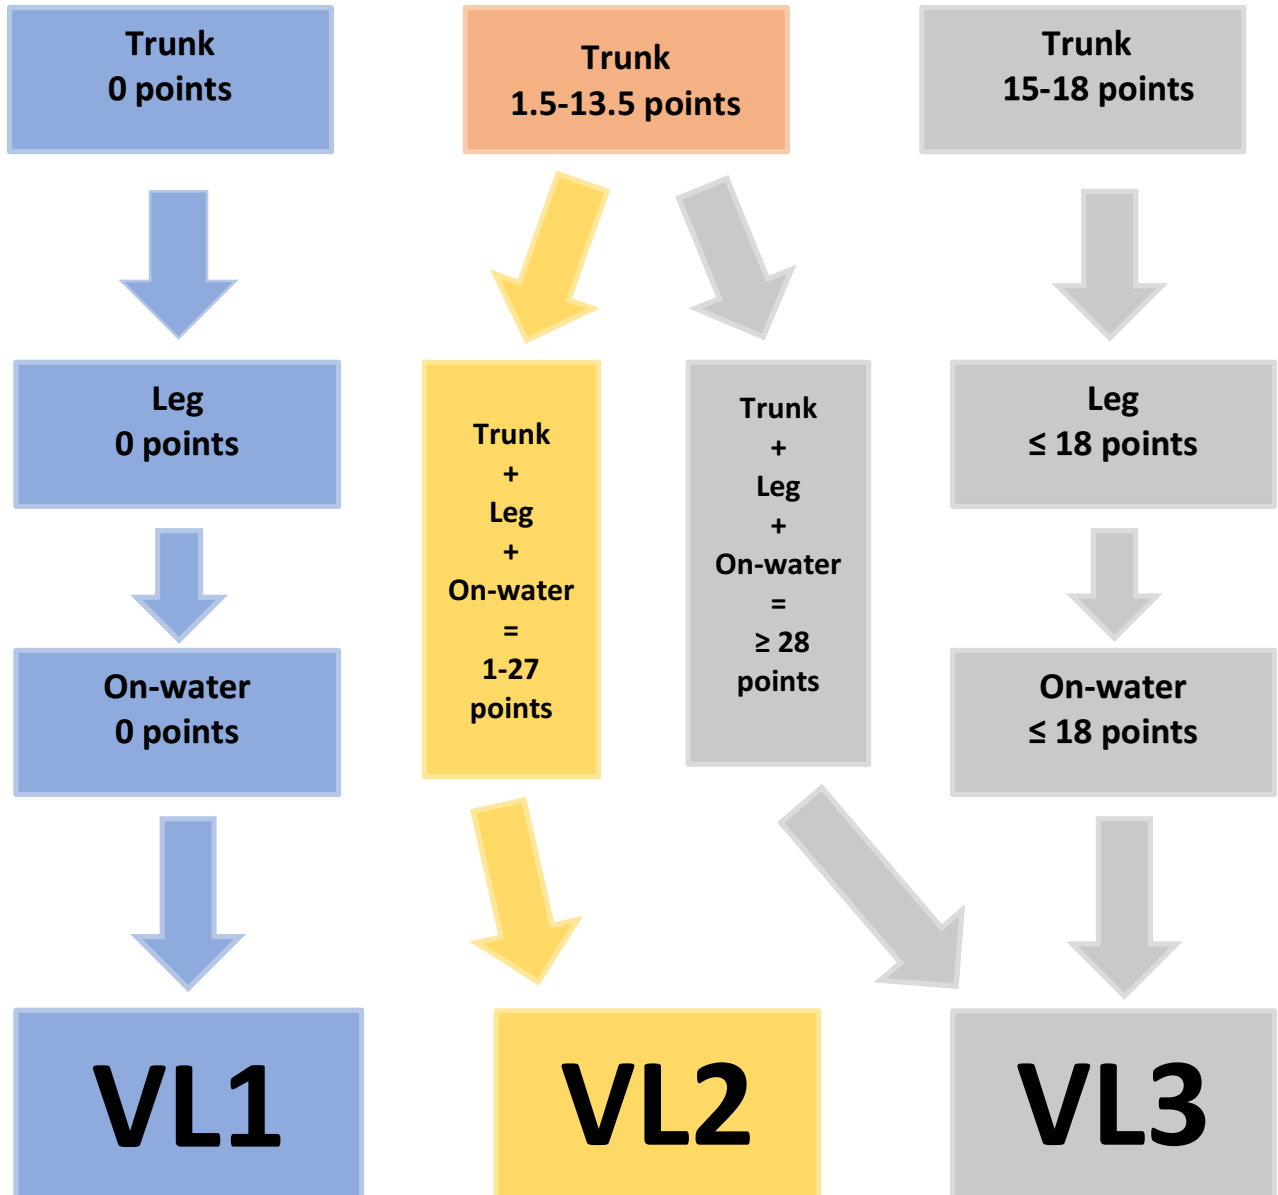 Trunk
0 points
Trunk
1.5-13.5 points
Trunk
15-18 points
Leg
0 points
Trunk
+
Leg
+
On-water
=
1-27
points
Trunk
+
Leg
+
On-water
=
≥ 28
points
Leg
≤ 18 points
On-water
0 points
On-water
≤ 18 points
VL1
VL2
VL3